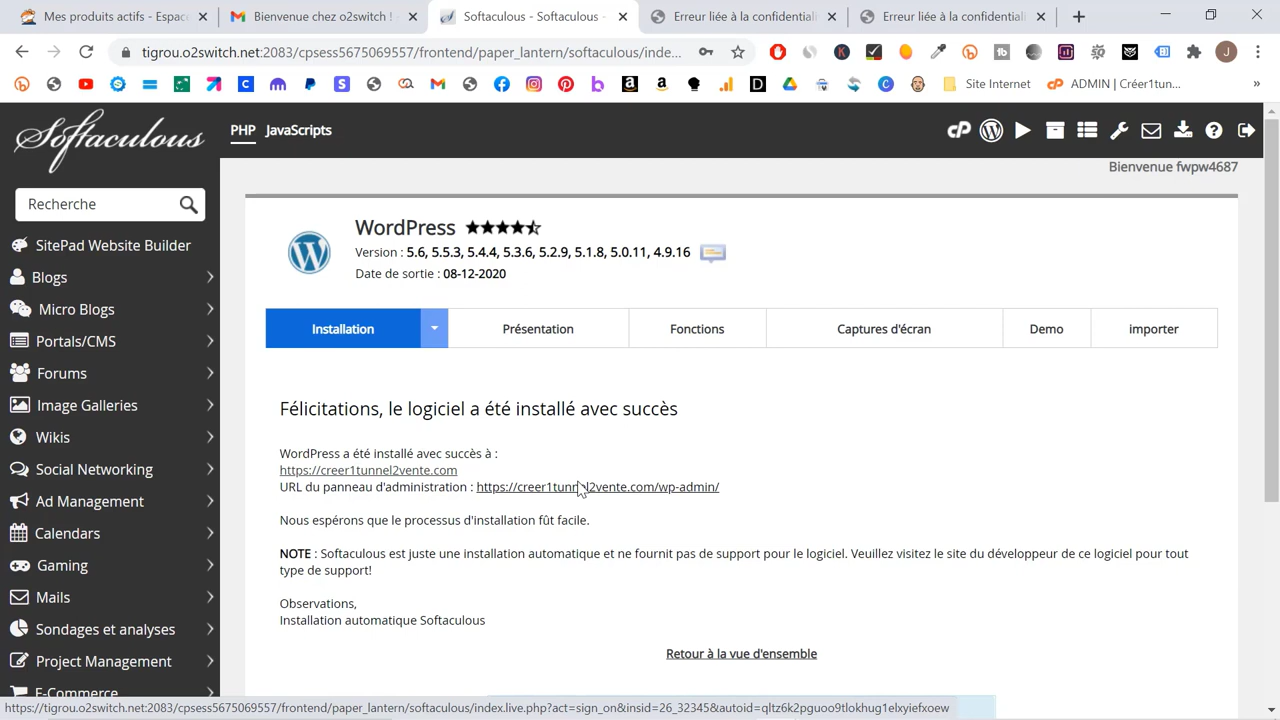 Mes produits actifs - Espac
Bienvenue chez o2switch !
Softaculous - Softaculous -
Erreur liée à la confidentiali
Erreur liée à la confidentiali
tigrou.o2switch.net:2083/cpsess5675069557/frontend/paper_lantern/softaculous/inde...
Site Internet
ADMIN | Créer1tun...
Softaculous
PHP
JavaScripts
Bienvenue fwpw4687
Recherche
SitePad Website Builder
Blogs
Micro Blogs
Portals/CMS
Forums
Image Galleries
Wikis
Social Networking
Ad Management
Calendars
Gaming
Mails
Sondages et analyses
Project Management
E-Commerce
WordPress
Version : 5.6, 5.5.3, 5.4.4, 5.3.6, 5.2.9, 5.1.8, 5.0.11, 4.9.16
Date de sortie : 08-12-2020
Installation
Présentation
Fonctions
Captures d'écran
Demo
importer
Félicitations, le logiciel a été installé avec succès
WordPress a été installé avec succès à :
https://creer1tunnel2vente.com
URL du panneau d'administration : https://creer1tunnel2vente.com/wp-admin/
Nous espérons que le processus d'installation fût facile.
NOTE : Softaculous est juste une installation automatique et ne fournit pas de support pour le logiciel. Veuillez visitez le site du développeur de ce logiciel pour tout
type de support!
Observations,
Installation automatique Softaculous
Retour à la vue d'ensemble
https://tigrou.o2switch.net:2083/cpsess5675069557/frontend/paper_lantern/softaculous/index.live.php?act=sign_on&insid=26_32345&autoid=qltz6k2pguoo9tlokhug1elxyiefxoew